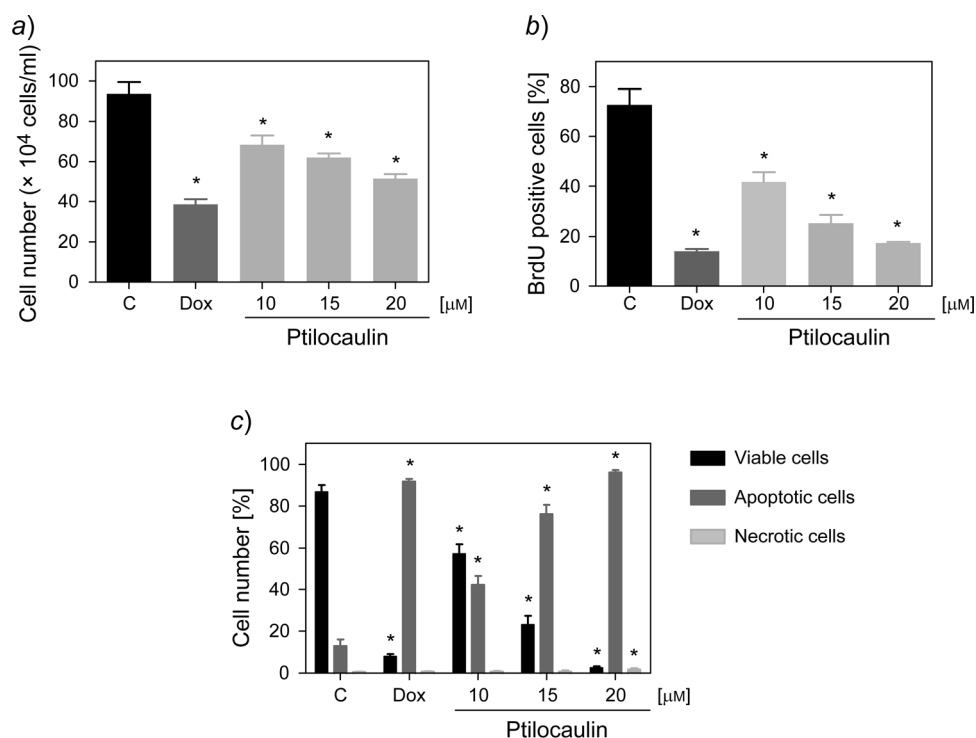 a)
Cell number (× 10⁴ cells/ml)
100
80
60
40
20
0
*
*
*
*
C Dox 10 15 20 [μM]
Ptilocaulin
b)
BrdU positive cells [%]
80
60
40
20
0
*
*
*
*
C Dox 10 15 20 [μM]
Ptilocaulin
c)
Cell number [%]
100
80
60
40
20
0
* *
* *
* *
* * *
C Dox 10 15 20 [μM]
Ptilocaulin
Viable cells
Apoptotic cells
Necrotic cells